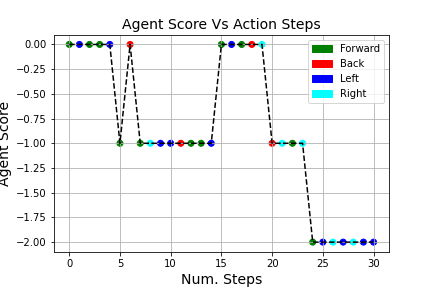 Agent Score Vs Action Steps
0.00
−0.25
−0.50
−0.75
−1.00
−1.25
−1.50
−1.75
−2.00
Agent Score
Forward
Back
Left
Right
0 5 10 15 20 25 30
Num. Steps